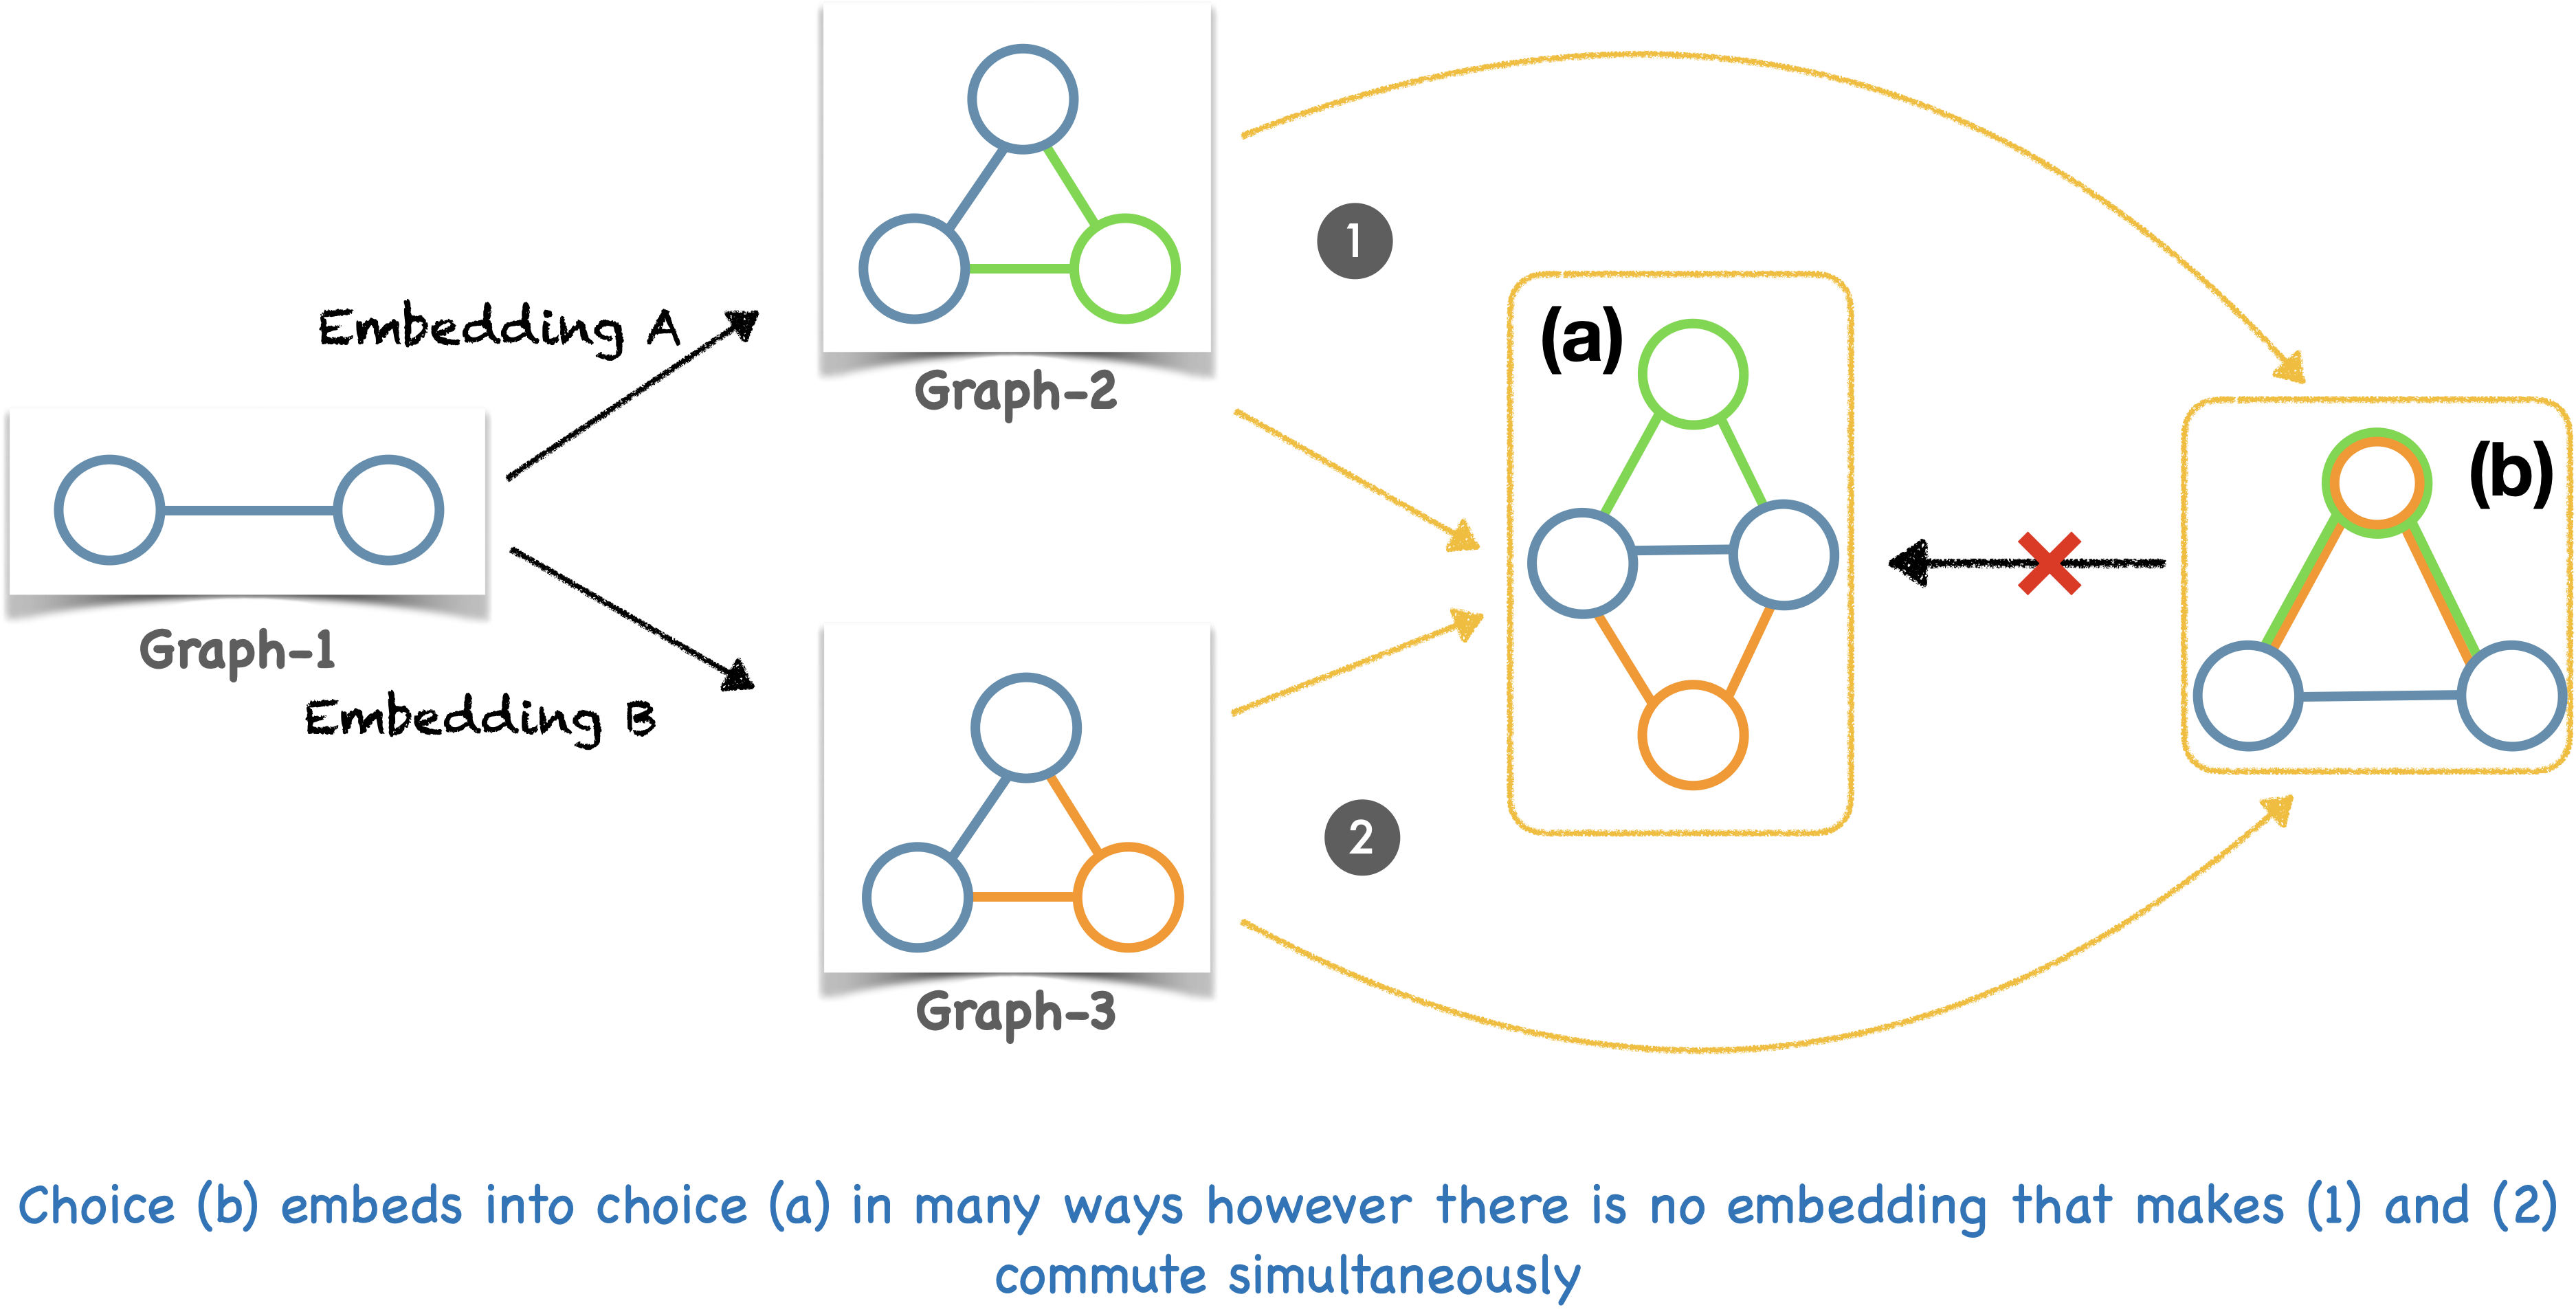 Graph-2
1
Embedding A
(a)
(b)
Graph-1
Embedding B
2
Graph-3
Choice (b) embeds into choice (a) in many ways however there is no embedding that makes (1) and (2)
commute simultaneously